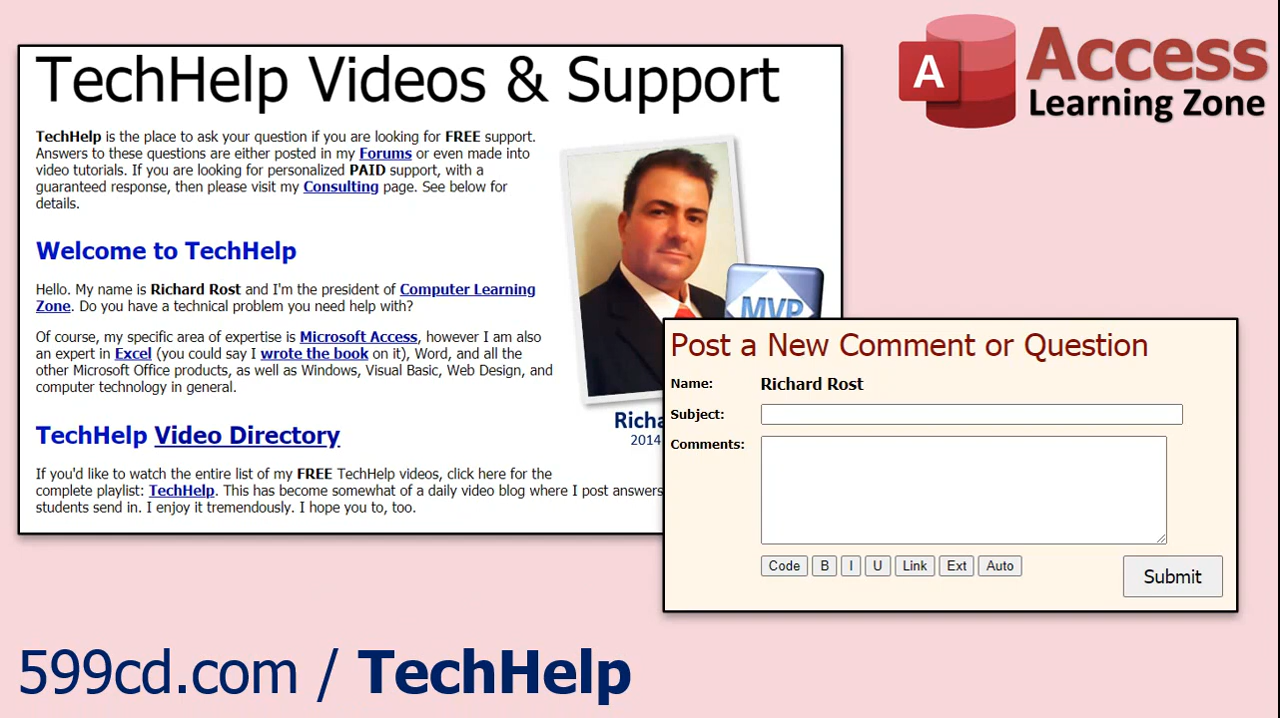 TechHelp Videos & Support
TechHelp is the place to ask your question if you are looking for FREE support.
Answers to these questions are either posted in my Forums or even made into
video tutorials. If you are looking for personalized PAID support, with a
guaranteed response, then please visit my Consulting page. See below for
details.
Welcome to TechHelp
Hello. My name is Richard Rost and I'm the president of Computer Learning
Zone. Do you have a technical problem you need help with?
Of course, my specific area of expertise is Microsoft Access, however I am also
an expert in Excel (you could say I wrote the book on it), Word, and all the
other Microsoft Office products, as well as Windows, Visual Basic, Web Design, and
computer technology in general.
TechHelp Video Directory
If you'd like to watch the entire list of my FREE TechHelp videos, click here for the
complete playlist: TechHelp. This has become somewhat of a daily video blog where I post answers
students send in. I enjoy it tremendously. I hope you to, too.
MVP
Richa
2014
A
Access
Learning Zone
Post a New Comment or Question
Name: Richard Rost
Subject:
Comments:
Code B I U Link Ext Auto
Submit
599cd.com / TechHelp